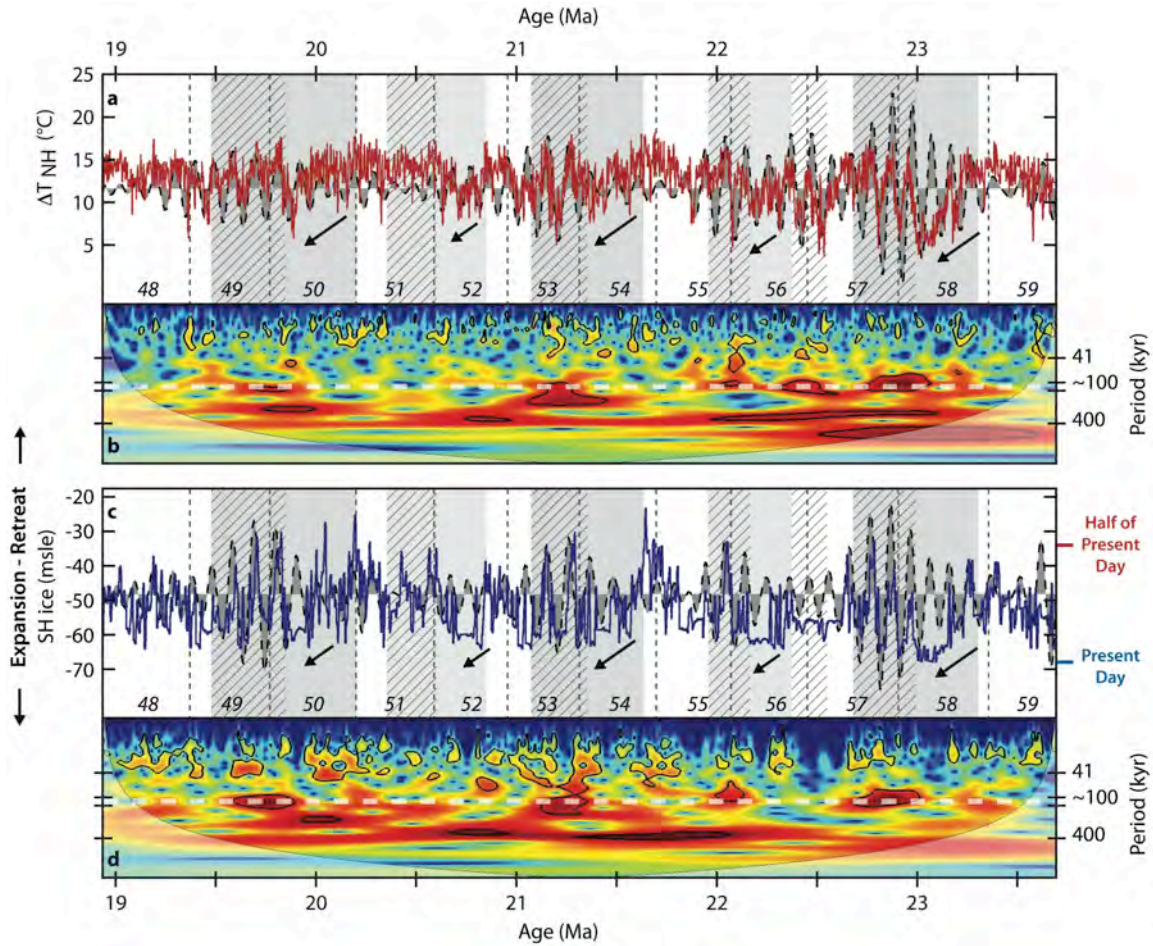 Age (Ma)
19 20 21 22 23
a
25
20
15
10
5
ΔT NH (°C)
48 49 50 51 52 53 54 55 56 57 58 59
b
41
~100
400
Period (kyr)
Expansion - Retreat
c
-20
-30
-40
-50
-60
-70
SH ice (msle)
Half of
Present
Day
Present
Day
48 49 50 51 52 53 54 55 56 57 58 59
d
41
~100
400
Period (kyr)
19 20 21 22 23
Age (Ma)